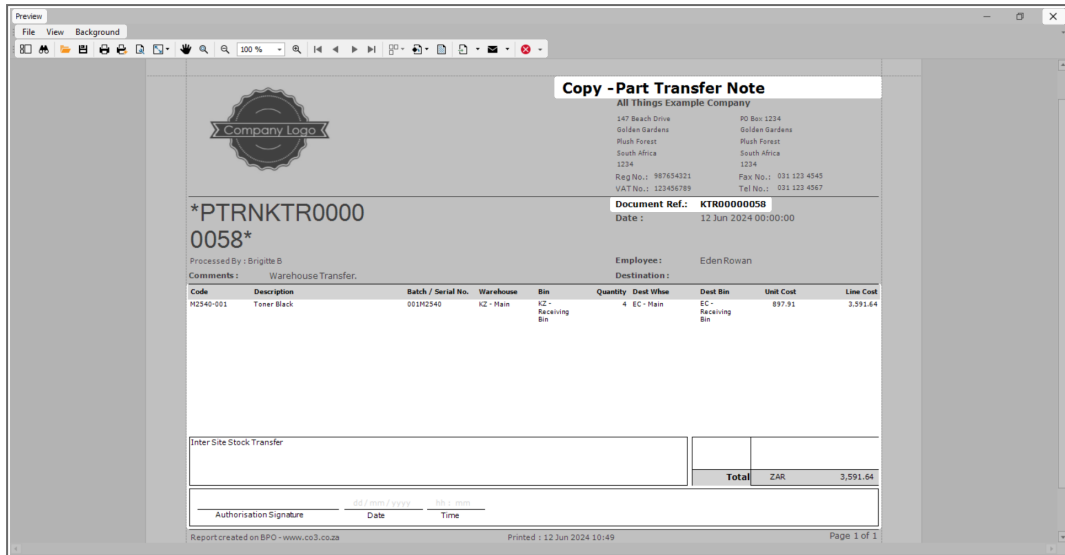 Preview
File View Background
100 %
Copy -Part Transfer Note
Company Logo
All Things Example Company
147 Beach Drive PO Box 1234
Golden Gardens Golden Gardens
Plush Forest Plush Forest
South Africa South Africa
1234 1234
Reg No.: 987654321 Fax No.: 031 123 4545
VAT No.: 123456789 Tel No.: 031 123 4567
*PTRNKTR0000
0058*
Document Ref.: KTR00000058
Date : 12 Jun 2024 00:00:00
Processed By : Brigitte B Employee : Eden Rowan
Comments : Warehouse Transfer. Destination :
Code Description Batch / Serial No. Warehouse Bin Quantity Dest Whse Dest Bin Unit Cost Line Cost
M2540-001 Toner Black 001M2540 KZ - Main KZ - 4 EC - Main EC - 897.91 3,591.64
Receiving Receiving
Bin Bin
Inter Site Stock Transfer
Total ZAR 3,591.64
dd / mm / yyyy hh : mm
Authorisation Signature Date Time
Report created on BPO - www.co3.co.za Printed : 12 Jun 2024 10:49 Page 1 of 1